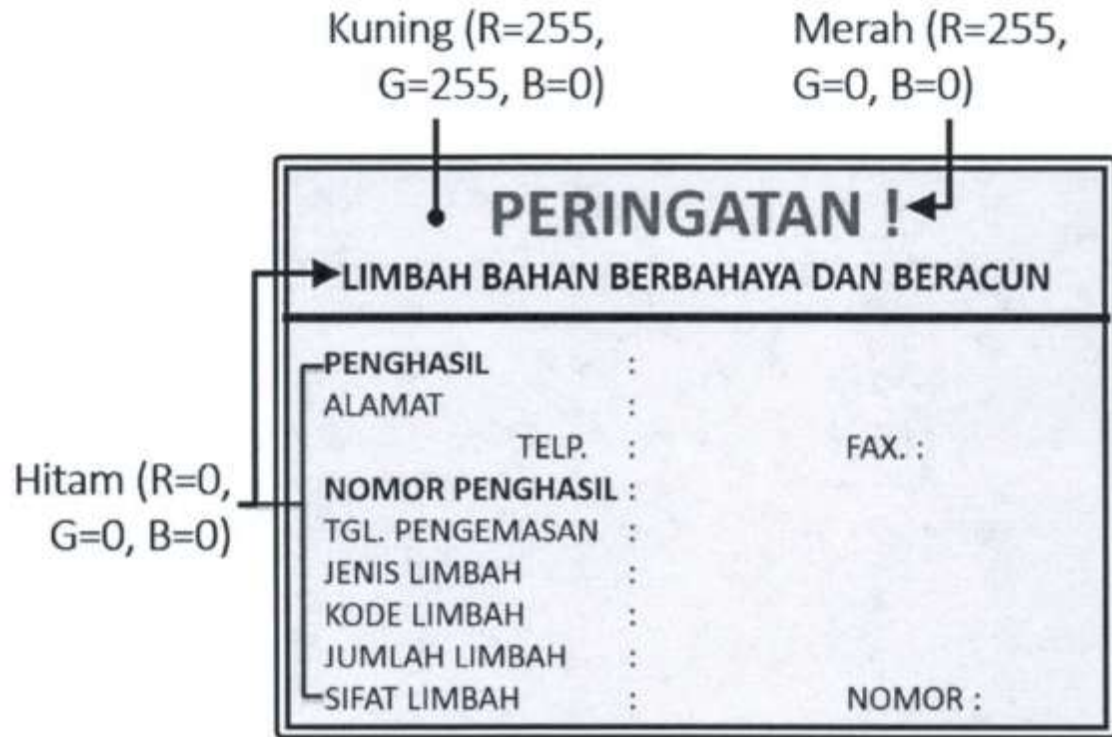 Kuning (R=255,
G=255, B=0)
Merah (R=255,
G=0, B=0)
PERINGATAN !
LIMBAH BAHAN BERBAHAYA DAN BERACUN
PENGHASIL :
ALAMAT :
TELP. : FAX. :
Hitam (R=0,
G=0, B=0)
NOMOR PENGHASIL :
TGL. PENGEMASAN :
JENIS LIMBAH :
KODE LIMBAH :
JUMLAH LIMBAH :
SIFAT LIMBAH : NOMOR :